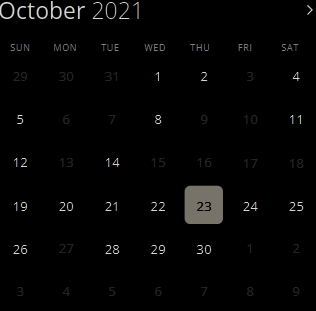 October 2021
SUN MON TUE WED THU FRI SAT
29 30 31 1 2 3 4
5 6 7 8 9 10 11
12 13 14 15 16 17 18
19 20 21 22 23 24 25
26 27 28 29 30 1 2
3 4 5 6 7 8 9